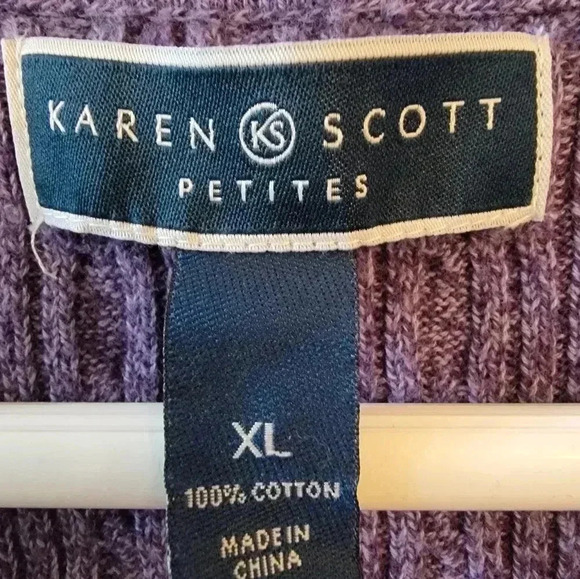 KAREN KS SCOTT
PETITES
XL
100% COTTON
MADE IN
CHINA